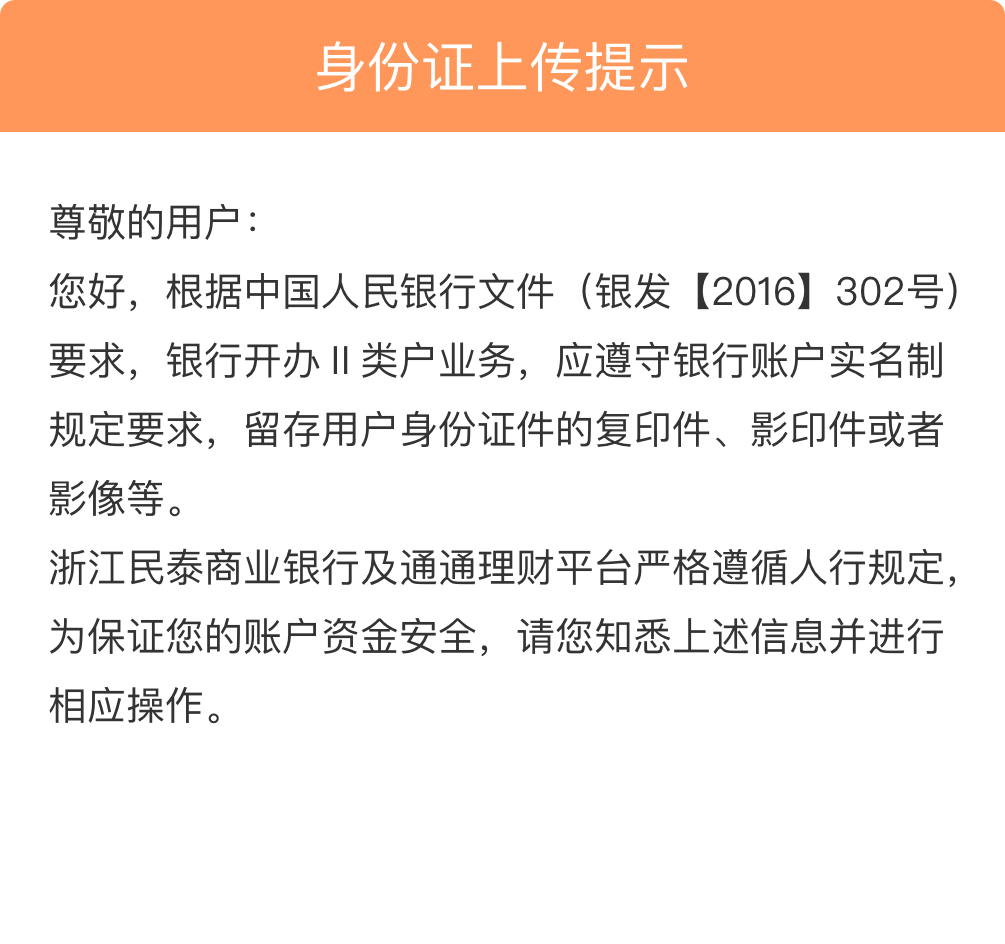 身份证上传提示
尊敬的用户：
您好，根据中国人民银行文件（银发【2016】302号）
要求，银行开办 II 类户业务，应遵守银行账户实名制
规定要求，留存用户身份证件的复印件、影印件或者
影像等。
浙江民泰商业银行及通通理财平台严格遵循人行规定，
为保证您的账户资金安全，请您知悉上述信息并进行
相应操作。